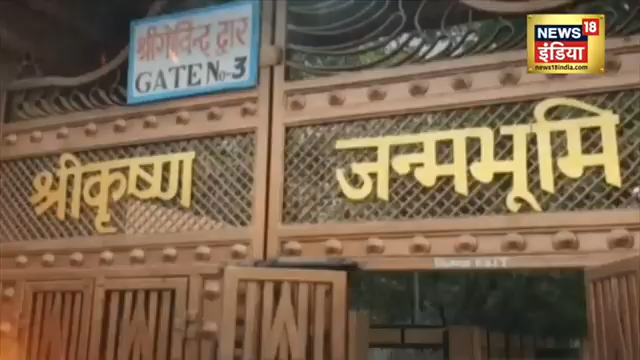 श्रीगोविन्द द्वार
GATE No-3
NEWS 18
इंडिया
news18india.com
श्रीकृष्ण जन्मभूमि